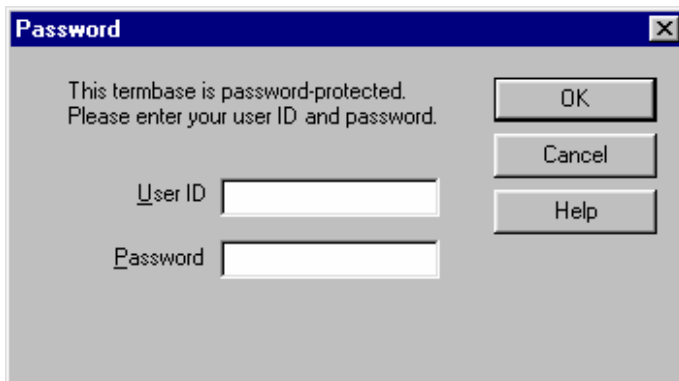 Password
This termbase is password-protected.
Please enter your user ID and password.
OK
Cancel
Help
User ID
Password